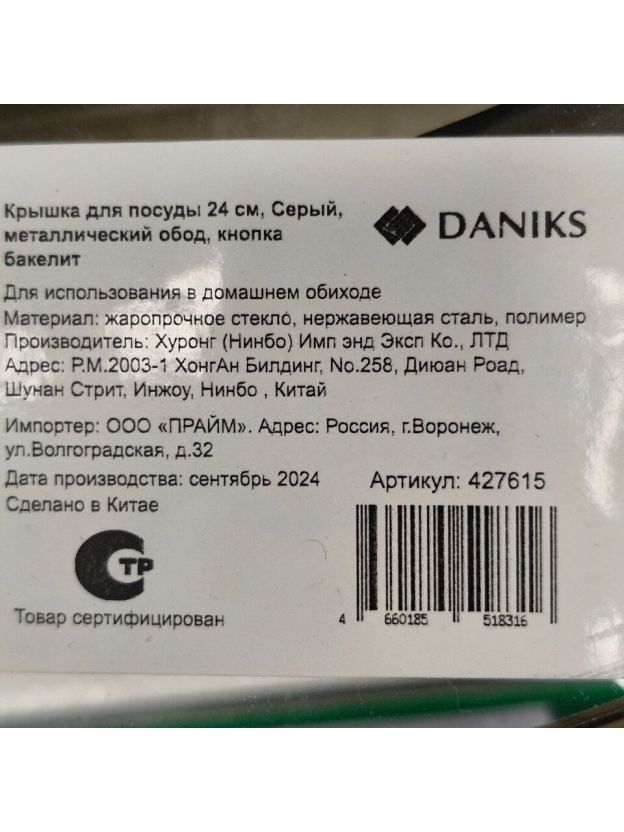 Крышка для посуды 24 см, Серый,
металлический обод, кнопка
бакелит
DANIKS
Для использования в домашнем обиходе
Материал: жаропрочное стекло, нержавеющая сталь, полимер
Производитель: Хуронг (Нинбо) Имп энд Эксп Ко., ЛТД
Адрес: Р.М.2003-1 ХонгАн Билдинг, No.258, Диюан Роад,
Шунан Стрит, Инжоу, Нинбо , Китай
Импортер: ООО «ПРАЙМ». Адрес: Россия, г.Воронеж,
ул.Волгоградская, д.32
Дата производства: сентябрь 2024
Сделано в Китае
Артикул: 427615
СТР
Товар сертифицирован
4 660185 518316